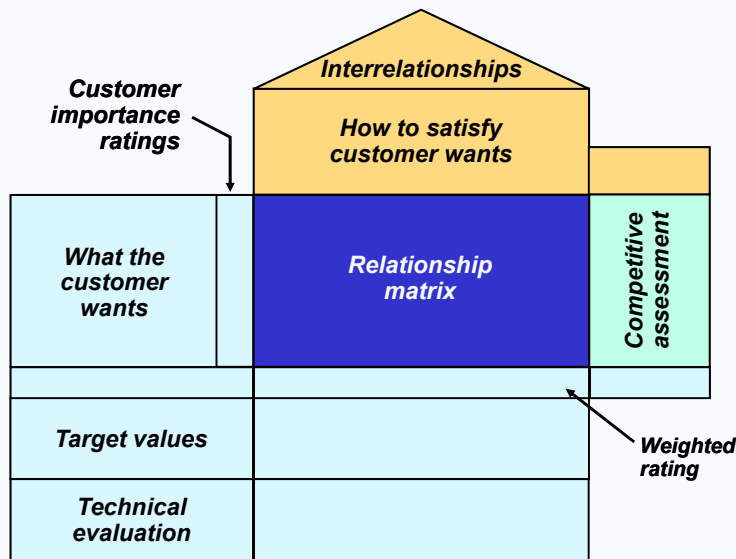 Interrelationships
Customer
importance
ratings
How to satisfy
customer wants
What the
customer
wants
Relationship
matrix
Competitive
assessment
Target values
Weighted
rating
Technical
evaluation